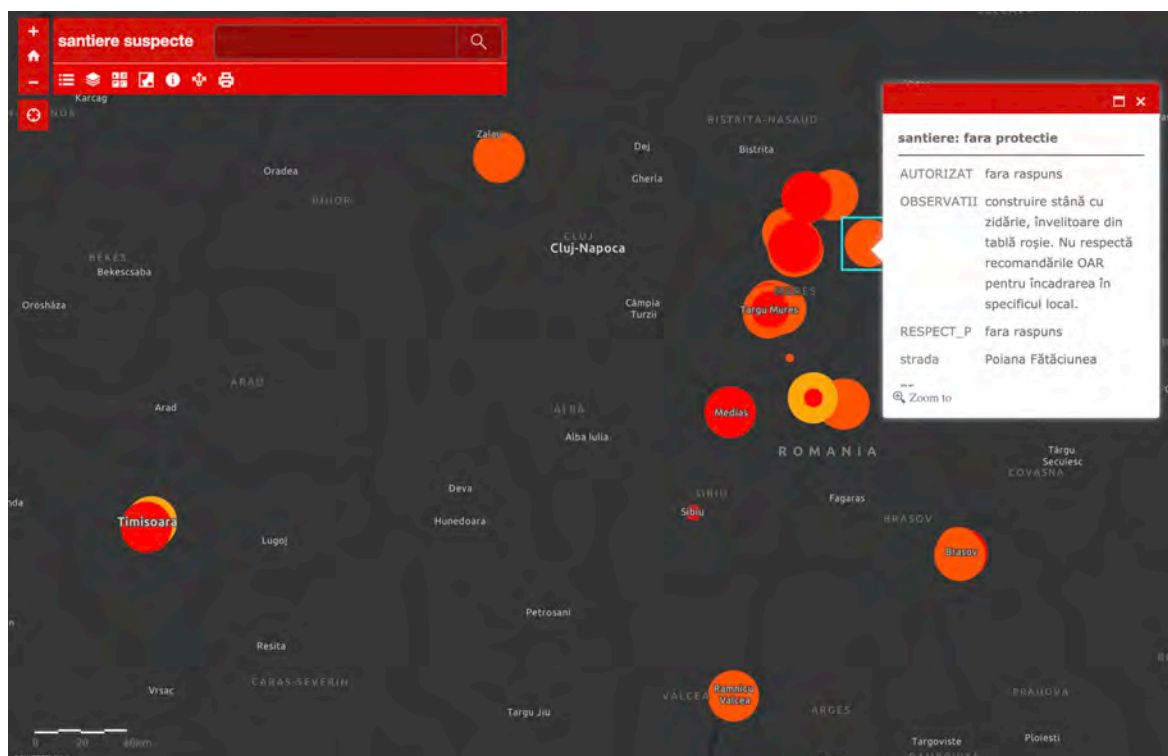 +
santiere suspecte
−
Karcag
BISTRITA-NASAUD
santiere: fara protectie
Zalau
Dej
Bistrita
Oradea
Gherla
AUTORIZAT fara raspuns
BIHOR
OBSERVATII construire stână cu
zidărie, învelitoare din
tablă roșie. Nu respectă
recomandările OAR
pentru încadrarea în
specificul local.
CLUJ
Cluj-Napoca
BEKES
Bekescsaba
MURES
Orosháza
Câmpia
Turzii
Targu Mures
RESPECT_P fara raspuns
strada Poiana Fătăciunea
Zoom to
ARAD
Arad
ALBA
Medias
Alba Iulia
ROMANIA
Târgu
Secuiesc
COVASNA
Deva
SIBIU
Fagaras
Sibiu
Timisoara
Hunedoara
BRASOV
Lugoj
Brasov
Petrosani
Resita
CARAS-SEVERIN
Vrsac
VALCEA
Ramnicu
Valcea
PRAHOVA
Targu Jiu
ARGES
0 20 40km
Targoviste
Ploiesti